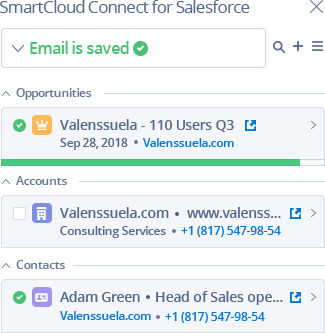 SmartCloud Connect for Salesforce
Email is saved
Opportunities
Valenssuela - 110 Users Q3
Sep 28, 2018 • Valenssuela.com
Accounts
Valenssuela.com • www.valenss...
Consulting Services • +1 (817) 547-98-54
Contacts
Adam Green • Head of Sales ope...
Valenssuela.com • +1 (817) 547-98-54